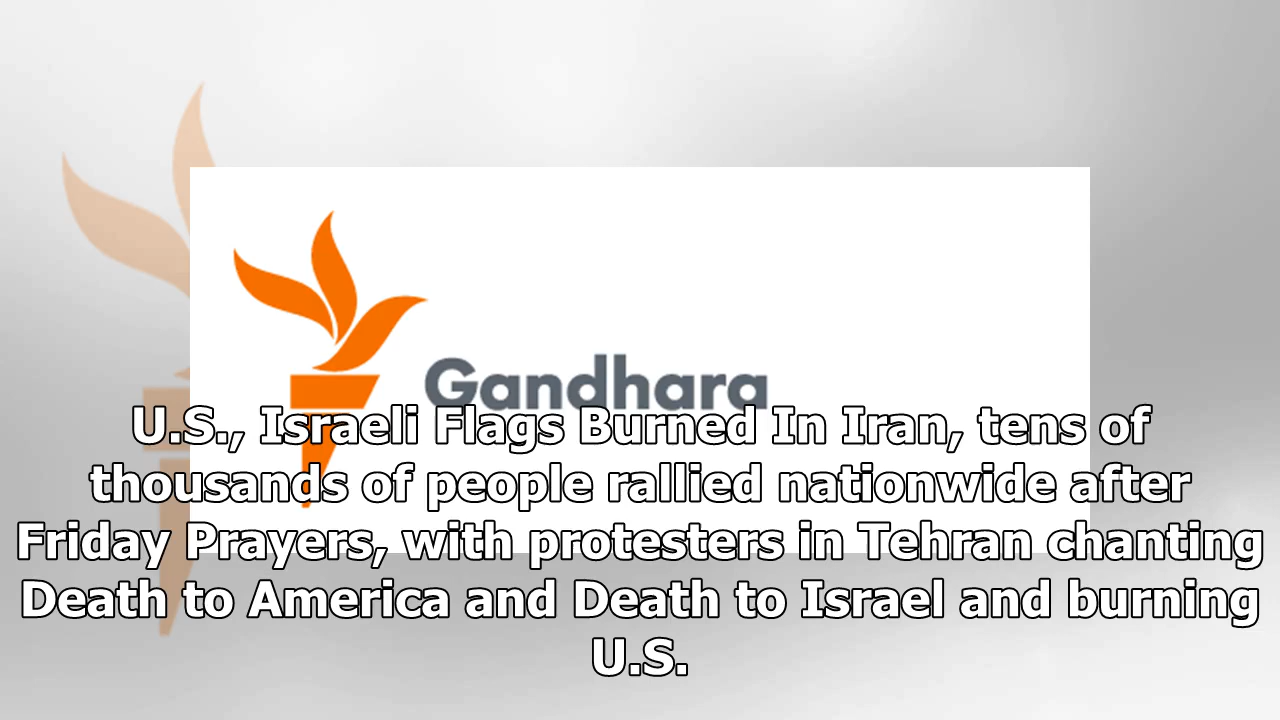 Gandhara
U.S., Israeli Flags Burned In Iran, tens of
thousands of people rallied nationwide after
Friday Prayers, with protesters in Tehran chanting
Death to America and Death to Israel and burning
U.S.